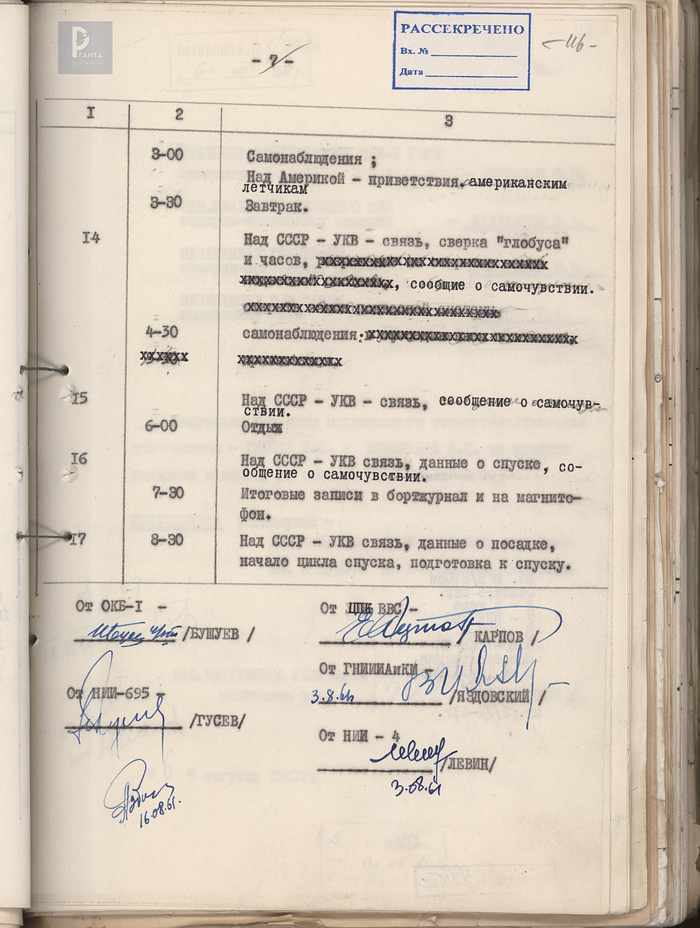 РГАНТД
РАССЕКРЕЧЕНО
Вх. №
Дата
-116-
- 7 -
I 2 3
3-00 Самонаблюдения ;
Над Америкой - приветствия американским
летчикам
3-30 Завтрак.
I4 Над СССР - УКВ - связь, сверка "глобуса"
и часов,
, сообщие о самочувствии.
4-30 самонаблюдения.
I5 Над СССР - УКВ - связь, сообщение о самочув-
ствии.
6-00 Отдых
I6 Над СССР - УКВ связь, данные о спуске, со-
общение о самочувствии.
7-30 Итоговые записи в бортжурнал и на магнито-
фон.
I7 8-30 Над СССР - УКВ связь, данные о посадке,
начало цикла спуска, подготовка к спуску.
От ОКБ-I -
/БУШУЕВ /
От ЦПК ВВС -
КАРПОВ /
От ГНИИИАиКМ -
3.8.61 /ЯЗДОВСКИЙ /
От НИИ-695 -
/ГУСЕВ/
От НИИ - 4
/ЛЕВИН/
3.08.61
16.08.61.